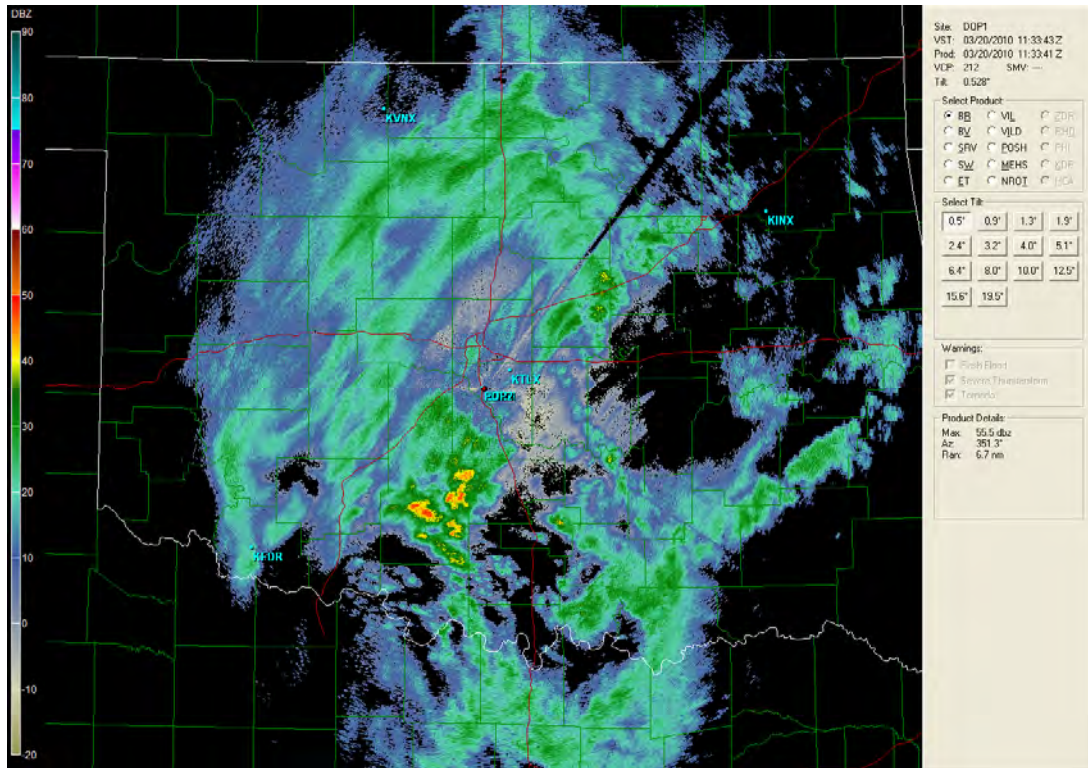 DBZ
90
80
70
60
50
40
30
20
10
0
-10
-20
KVNX
KINX
KTLX
KFDR
Site: DOP1
VST: 03/20/2010 11:33:43 Z
Prod: 03/20/2010 11:33:41 Z
VCP: 212 SMV: ---
Tilt: 0.528°
Select Product:
BR VIL ZDR
BV VILD RHO
SRV POSH PHI
SW MEHS KDP
ET NROT HCA
Select Tilt:
0.5° 0.9° 1.3° 1.9°
2.4° 3.2° 4.0° 5.1°
6.4° 8.0° 10.0° 12.5°
15.6° 19.5°
Warnings:
Flash Flood
Severe Thunderstorm
Tornado
Product Details:
Max: 55.5 dbz
Az: 351.3°
Ran: 6.7 nm